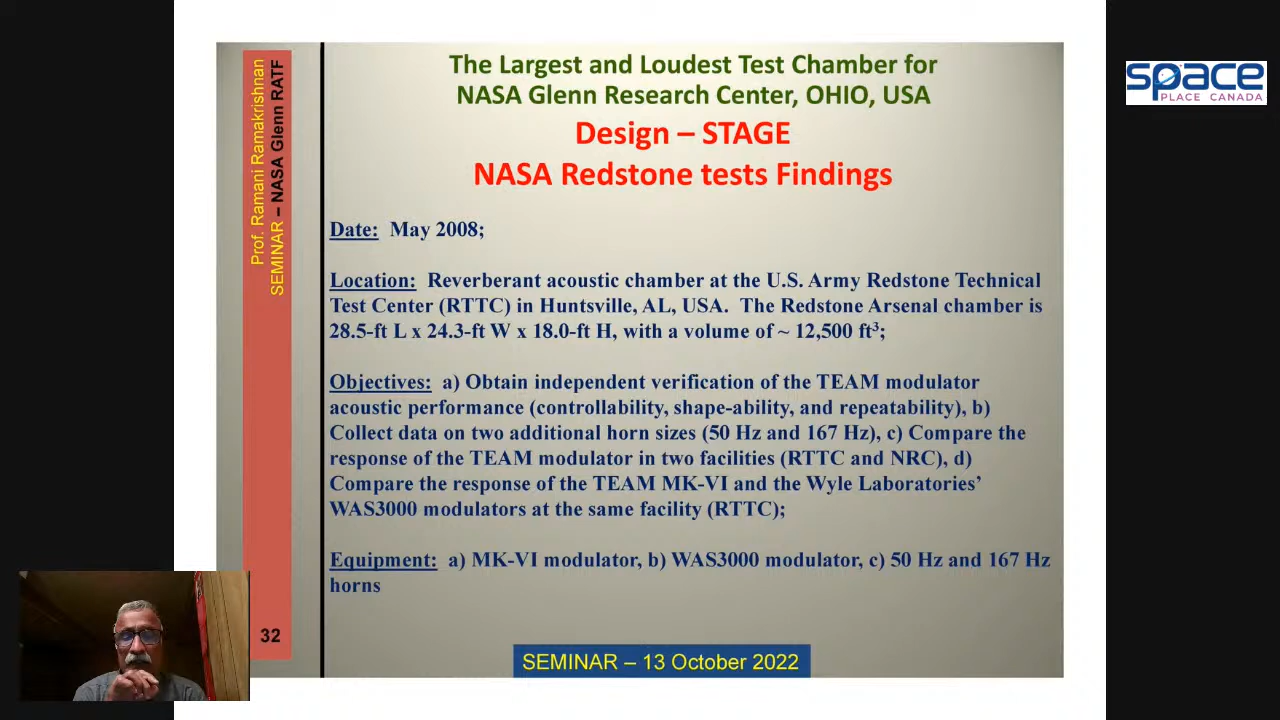 The Largest and Loudest Test Chamber for
NASA Glenn Research Center, OHIO, USA
Design – STAGE
NASA Redstone tests Findings
Prof. Ramani Ramakrishnan
SEMINAR – NASA Glenn RATF
space
PLACE CANADA
Date: May 2008;
Location: Reverberant acoustic chamber at the U.S. Army Redstone Technical
Test Center (RTTC) in Huntsville, AL, USA. The Redstone Arsenal chamber is
28.5-ft L x 24.3-ft W x 18.0-ft H, with a volume of ~ 12,500 ft³;
Objectives: a) Obtain independent verification of the TEAM modulator
acoustic performance (controllability, shape-ability, and repeatability), b)
Collect data on two additional horn sizes (50 Hz and 167 Hz), c) Compare the
response of the TEAM modulator in two facilities (RTTC and NRC), d)
Compare the response of the TEAM MK-VI and the Wyle Laboratories’
WAS3000 modulators at the same facility (RTTC);
Equipment: a) MK-VI modulator, b) WAS3000 modulator, c) 50 Hz and 167 Hz
horns
32
SEMINAR – 13 October 2022